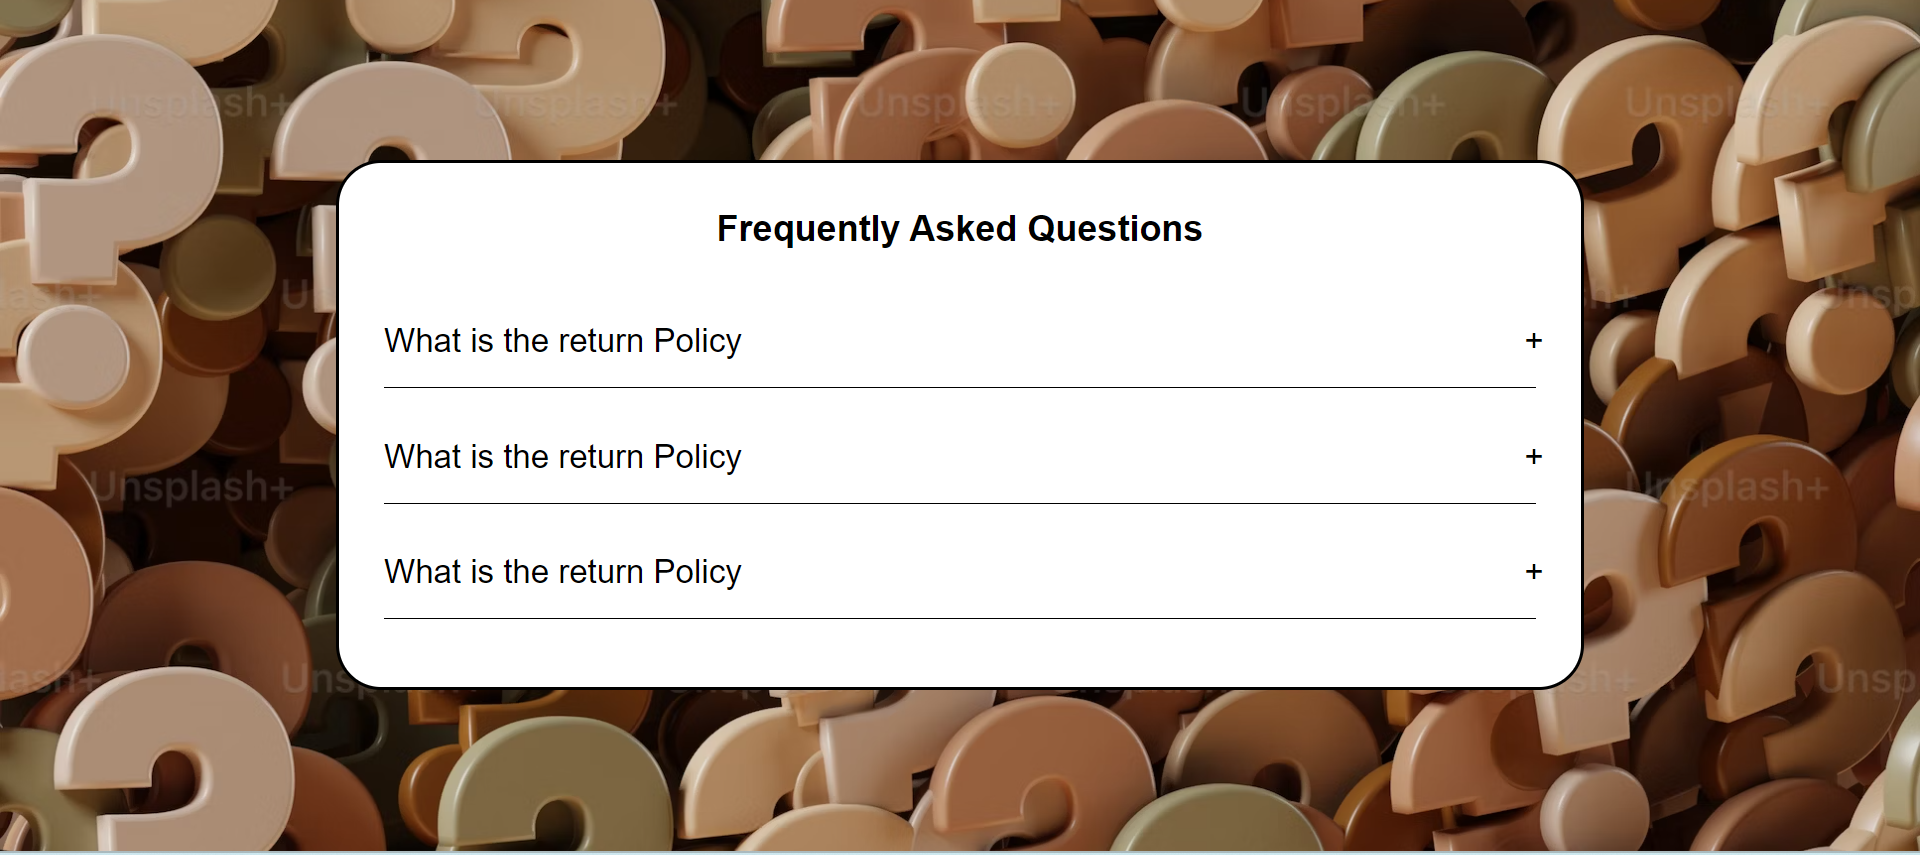 Unsplash+ Unsplash+ Unsplash+ Unsplash+ Unsplash+
Frequently Asked Questions
What is the return Policy +
What is the return Policy +
Unsplash+ Unsplash+
What is the return Policy +